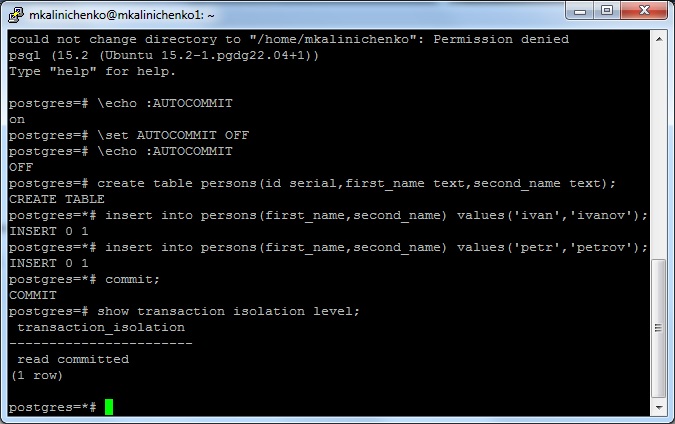 mkalinichenko@mkalinichenko1: ~
could not change directory to "/home/mkalinichenko": Permission denied
psql (15.2 (Ubuntu 15.2-1.pgdg22.04+1))
Type "help" for help.
postgres=# \echo :AUTOCOMMIT
on
postgres=# \set AUTOCOMMIT OFF
postgres=# \echo :AUTOCOMMIT
OFF
postgres=# create table persons(id serial,first_name text,second_name text);
CREATE TABLE
postgres=*# insert into persons(first_name,second_name) values('ivan','ivanov');
INSERT 0 1
postgres=*# insert into persons(first_name,second_name) values('petr','petrov');
INSERT 0 1
postgres=*# commit;
COMMIT
postgres=# show transaction isolation level;
 transaction_isolation
-----------------------
 read committed
(1 row)
postgres=*#